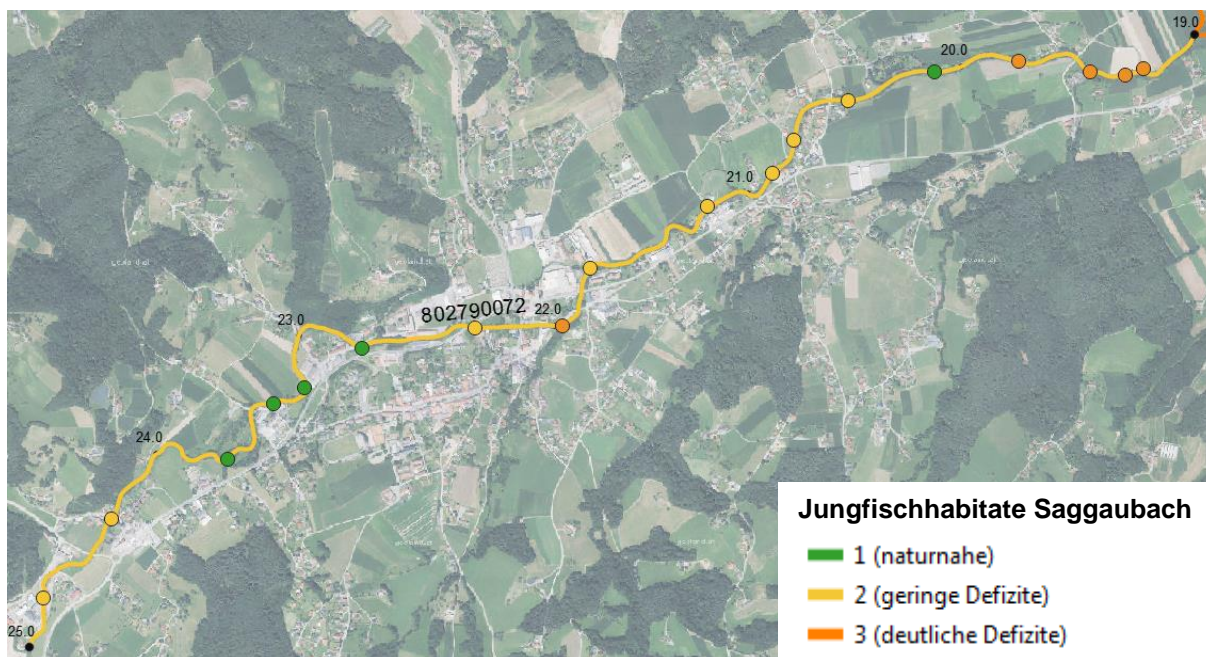 19.0
20.0
21.0
802790072
22.0
23.0
24.0
25.0
Jungfischhabitate Saggaubach
1 (naturnahe)
2 (geringe Defizite)
3 (deutliche Defizite)